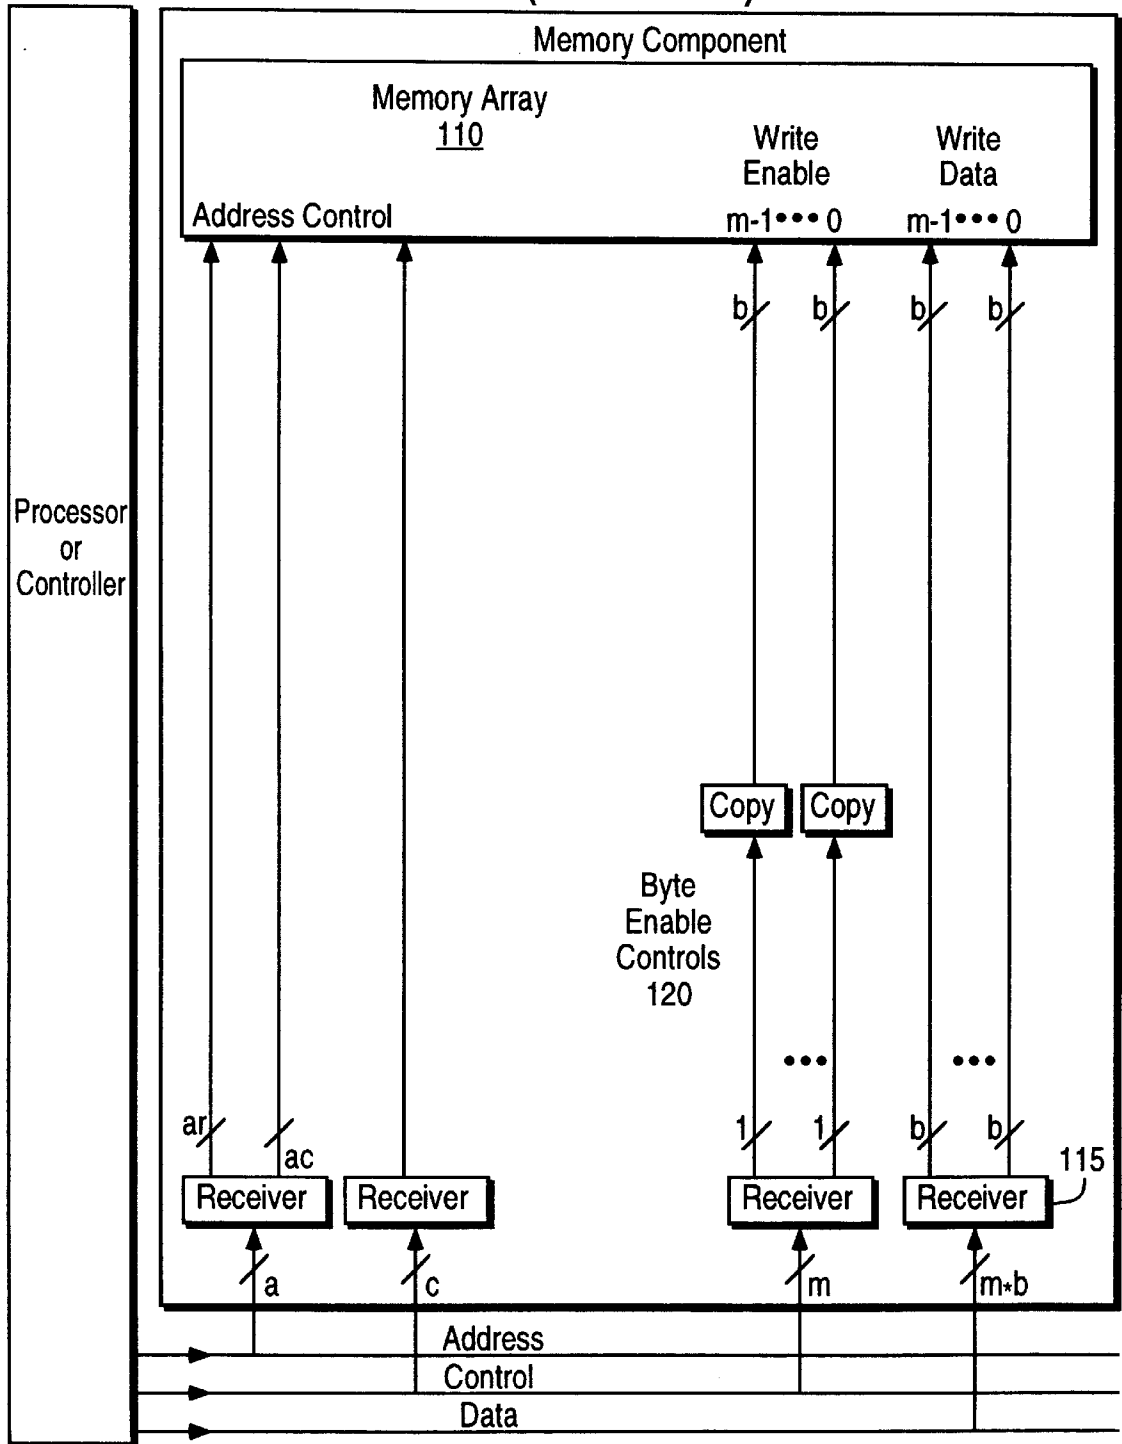 Memory Component
Memory Array
110
Write
Enable
Write
Data
Address Control
m-1••• 0
m-1••• 0
b
b
b
b
Processor
or
Controller
Copy
Copy
Byte
Enable
Controls
120
•••
•••
ar
ac
1
1
b
b
115
Receiver
Receiver
Receiver
Receiver
a
c
m
m*b
Address
Control
Data